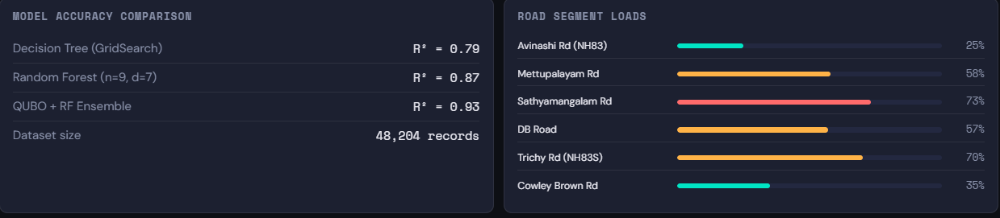 MODEL ACCURACY COMPARISON
Decision Tree (GridSearch) R² = 0.79
Random Forest (n=9, d=7) R² = 0.87
QUBO + RF Ensemble R² = 0.93
Dataset size 48,204 records
ROAD SEGMENT LOADS
Avinashi Rd (NH83) 25%
Mettupalayam Rd 58%
Sathyamangalam Rd 73%
DB Road 57%
Trichy Rd (NH83S) 70%
Cowley Brown Rd 35%